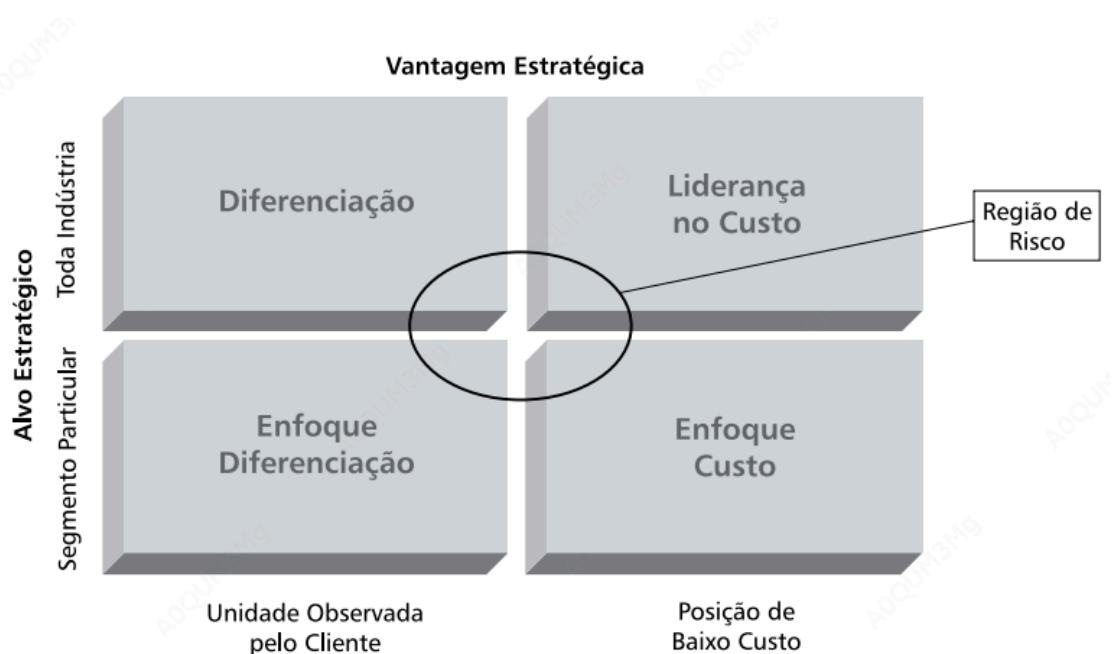 Vantagem Estratégica
Alvo Estratégico
Toda Indústria
Diferenciação
Liderança
no Custo
Região de
Risco
Segmento Particular
Enfoque
Diferenciação
Enfoque
Custo
Unidade Observada
pelo Cliente
Posição de
Baixo Custo
A0QUM3Mg